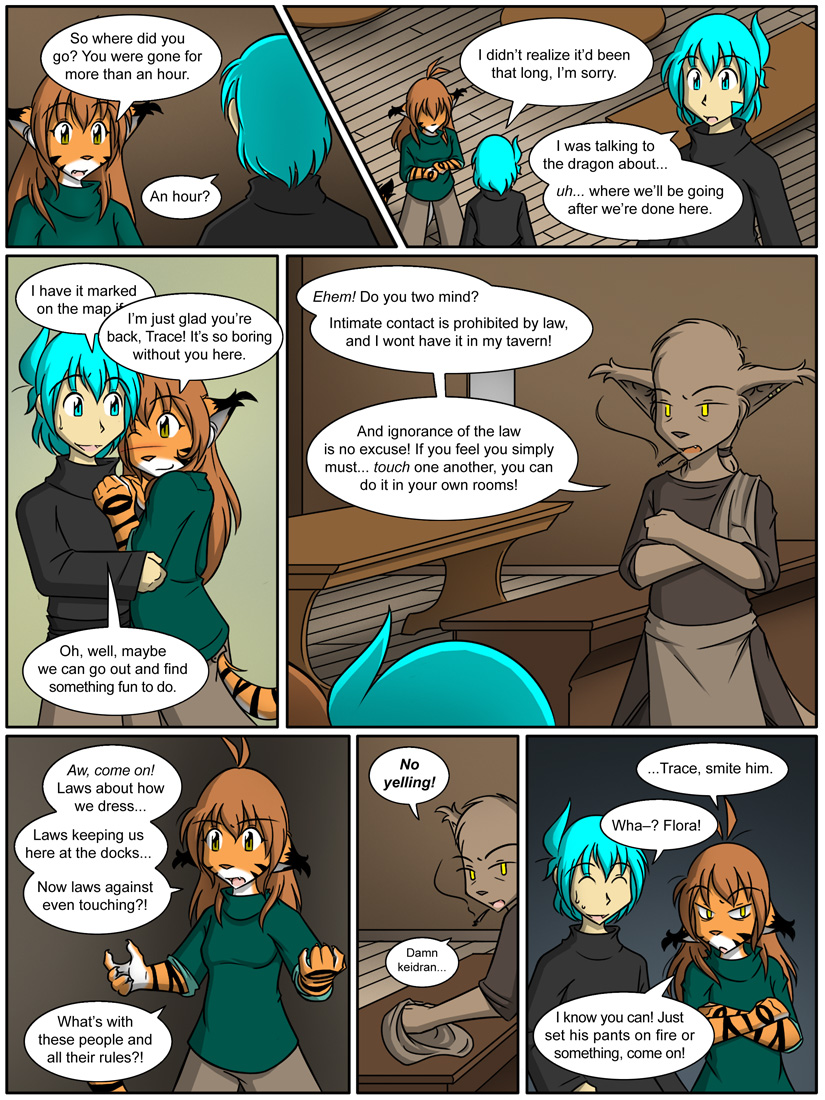 So where did you
go? You were gone for
more than an hour.
An hour?
I didn't realize it'd been
that long, I'm sorry.
I was talking to
the dragon about...
uh... where we'll be going
after we're done here.
I have it marked
on the map if
I'm just glad you're
back, Trace! It's so boring
without you here.
Oh, well, maybe
we can go out and find
something fun to do.
Ehem! Do you two mind?
Intimate contact is prohibited by law,
and I wont have it in my tavern!
And ignorance of the law
is no excuse! If you feel you simply
must... touch one another, you can
do it in your own rooms!
Aw, come on!
Laws about how
we dress...
Laws keeping us
here at the docks...
Now laws against
even touching?!
What's with
these people and
all their rules?!
No
yelling!
Damn
keidran...
...Trace, smite him.
Wha–? Flora!
I know you can! Just
set his pants on fire or
something, come on!